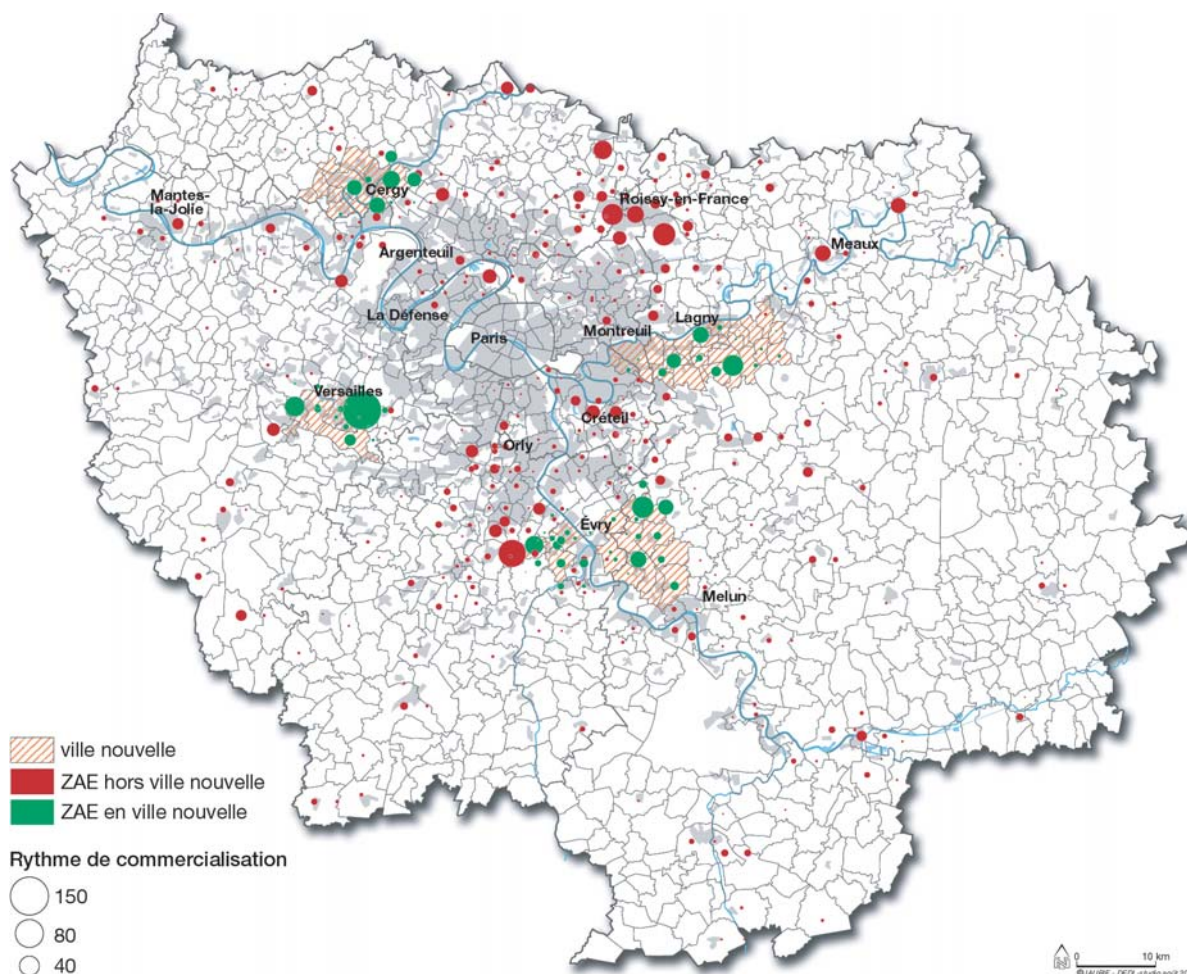 Mantes-
la-Jolie
Cergy
Roissy-en-France
Argenteuil
Meaux
La Défense
Lagny
Montreuil
Paris
Versailles
Créteil
Orly
Évry
Melun
ville nouvelle
ZAE hors ville nouvelle
ZAE en ville nouvelle
Rythme de commercialisation
150
80
40
0 10 km